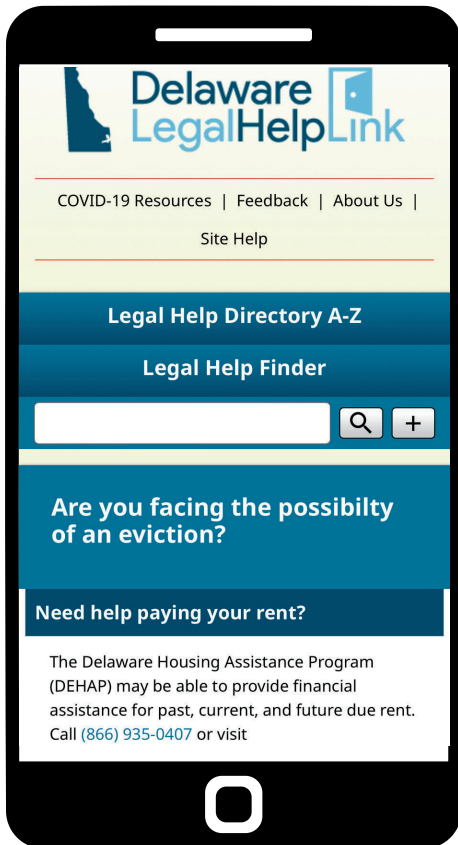 Delaware
LegalHelpLink
COVID-19 Resources | Feedback | About Us |
Site Help
Legal Help Directory A-Z
Legal Help Finder
+
Are you facing the possibilty
of an eviction?
Need help paying your rent?
The Delaware Housing Assistance Program
(DEHAP) may be able to provide financial
assistance for past, current, and future due rent.
Call (866) 935-0407 or visit